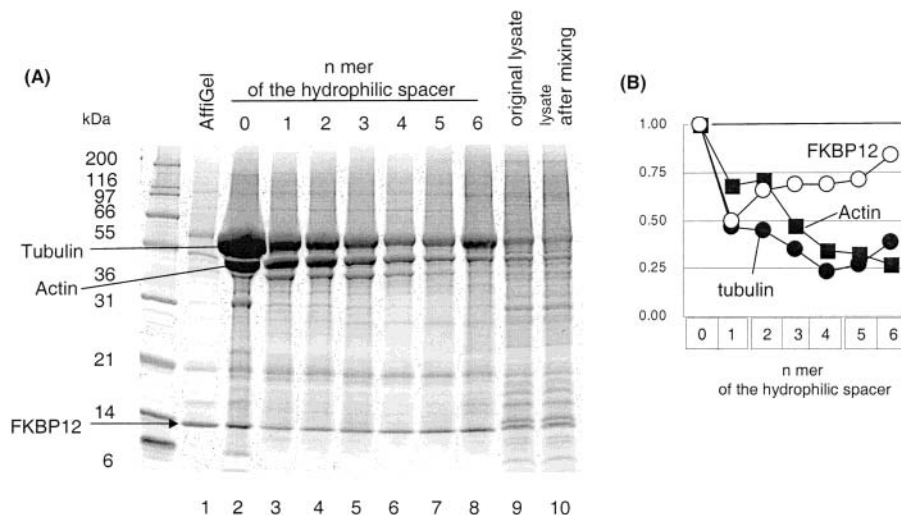 (A)
n mer
of the hydrophilic spacer
AffiGel
original lysate
lysate
after mixing
kDa
0 1 2 3 4 5 6
200
116
97
66
55
Tubulin
Actin
36
31
21
14
FKBP12
6
1 2 3 4 5 6 7 8 9 10
(B)
1.00
FKBP12
0.75
0.50
Actin
0.25
tubulin
0.00
0 1 2 3 4 5 6
n mer
of the hydrophilic spacer